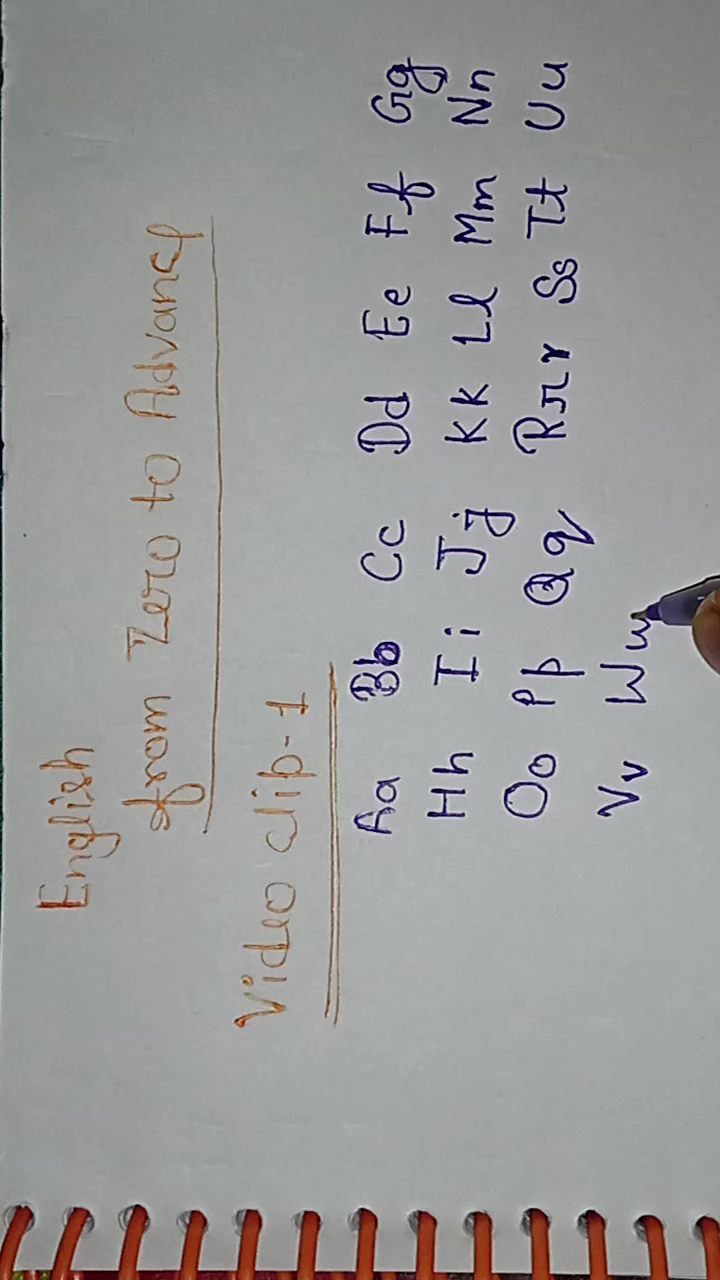 English
from Zero to Advance
Video clip-1
Aa Bb Cc Dd Ee Ff Gg
Hh Ii Jj Kk Ll Mm Nn
Oo Pp Qq Rr r Ss Tt Uu
Vv Ww